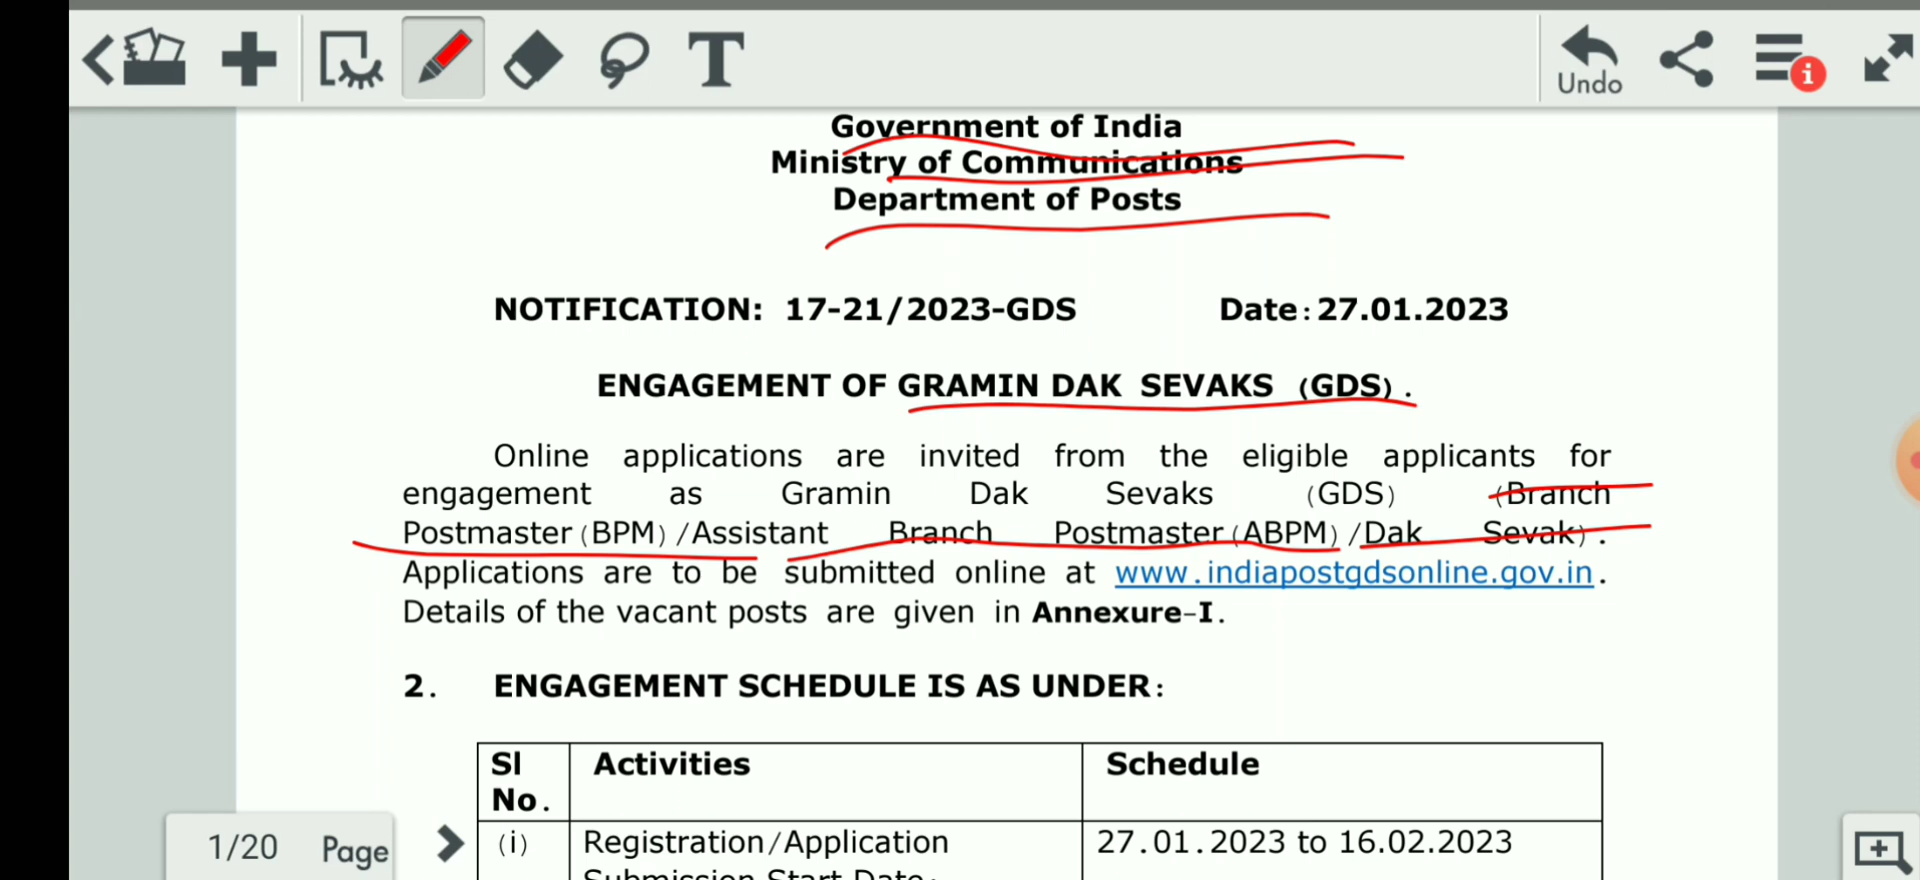 Undo
Government of India
Ministry of Communications
Department of Posts
NOTIFICATION: 17-21/2023-GDS Date:27.01.2023
ENGAGEMENT OF GRAMIN DAK SEVAKS (GDS).
Online applications are invited from the eligible applicants for
engagement as Gramin Dak Sevaks (GDS) (Branch
Postmaster(BPM)/Assistant Branch Postmaster(ABPM)/Dak Sevak).
Applications are to be submitted online at www.indiapostgdsonline.gov.in.
Details of the vacant posts are given in Annexure-I.
2. ENGAGEMENT SCHEDULE IS AS UNDER:
Sl Activities Schedule
No.
(i) Registration/Application 27.01.2023 to 16.02.2023
Submission Start Date:
1/20 Page